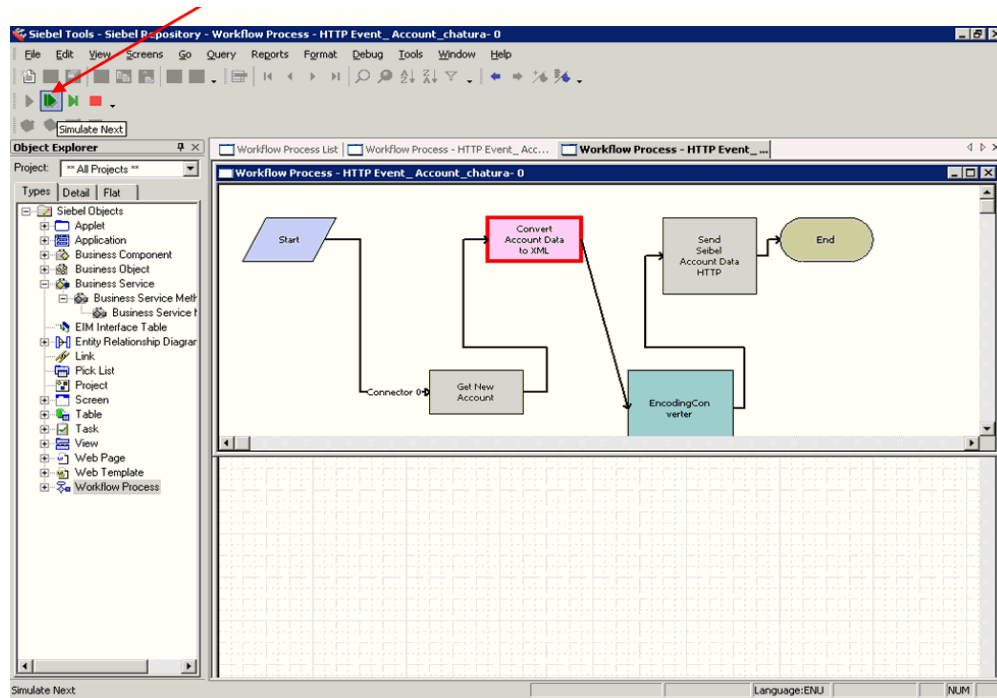 Siebel Tools - Siebel Repository - Workflow Process - HTTP Event_ Account_chatura- 0
File Edit View Screens Go Query Reports Format Debug Tools Window Help
Simulate Next
Object Explorer
Project: ** All Projects **
Types Detail Flat
Siebel Objects
Applet
Application
Business Component
Business Object
Business Service
Business Service Meth
Business Service M
EIM Interface Table
Entity Relationship Diagrar
Link
Pick List
Project
Screen
Table
Task
View
Web Page
Web Template
Workflow Process
Workflow Process List Workflow Process - HTTP Event_ Acc... Workflow Process - HTTP Event_ ...
Workflow Process - HTTP Event_ Account_chatura- 0
Start
Convert
Account Data
to XML
Send
Seibel
Account Data
HTTP
End
Connector 0
Get New
Account
EncodingCon
verter
Simulate Next
Language:ENU
NUM